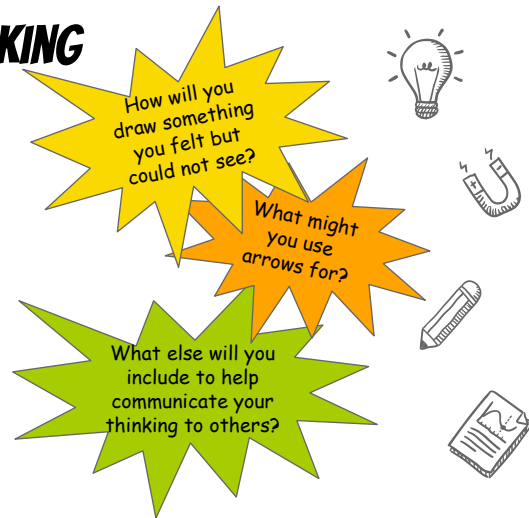 KING
How will you
draw something
you felt but
could not see?
What might
you use
arrows for?
What else will you
include to help
communicate your
thinking to others?